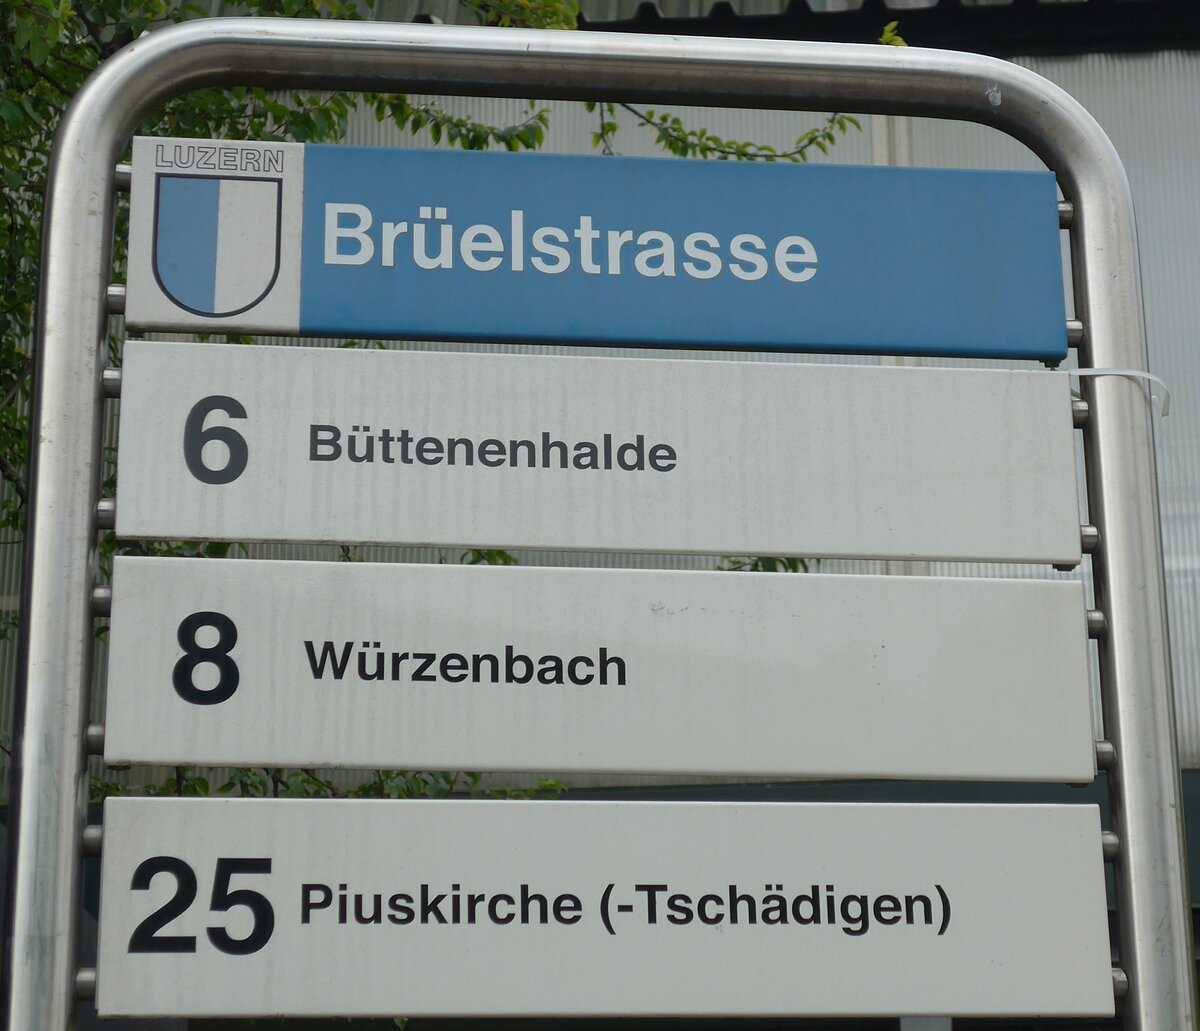 LUZERN
Brüelstrasse
6 Büttenenhalde
8 Würzenbach
25 Piuskirche (-Tschädigen)